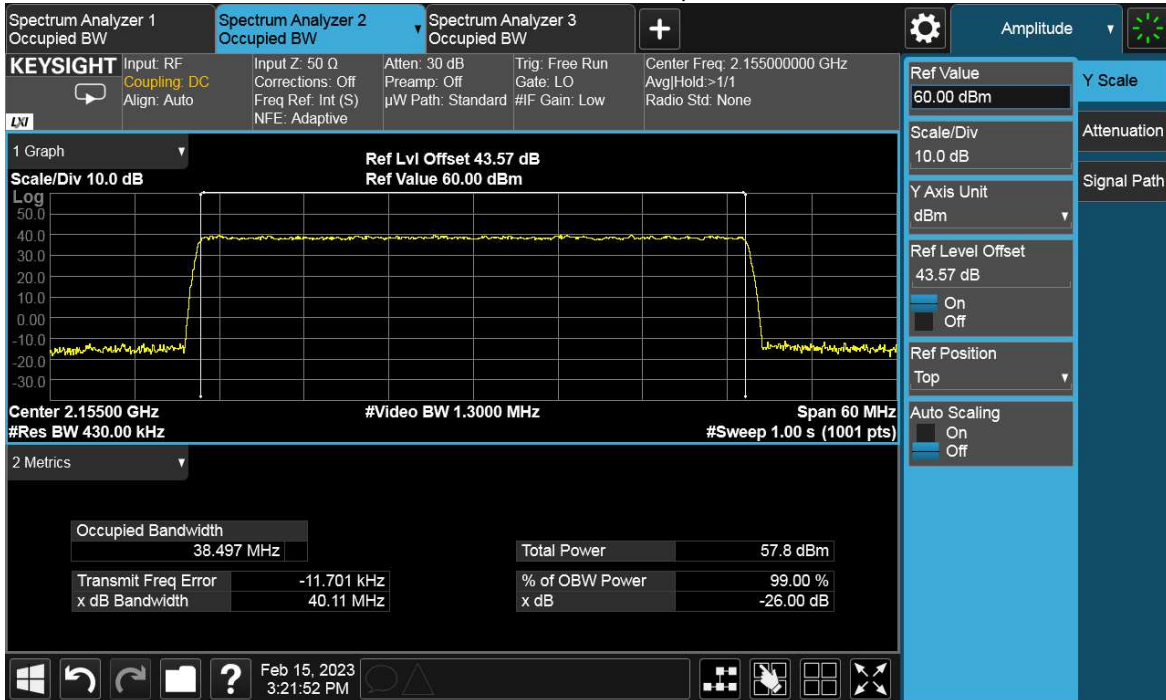 Spectrum Analyzer 1
Occupied BW
Spectrum Analyzer 2
Occupied BW
Spectrum Analyzer 3
Occupied BW
Amplitude
KEYSIGHT
LXI
Input: RF
Coupling: DC
Align: Auto
Input Z: 50 Ω
Corrections: Off
Freq Ref: Int (S)
NFE: Adaptive
Atten: 30 dB
Preamp: Off
µW Path: Standard
Trig: Free Run
Gate: LO
#IF Gain: Low
Center Freq: 2.155000000 GHz
Avg|Hold:>1/1
Radio Std: None
1 Graph
Scale/Div 10.0 dB
Ref Lvl Offset 43.57 dB
Ref Value 60.00 dBm
Log
50.0
40.0
30.0
20.0
10.0
0.00
-10.0
-20.0
-30.0
Center 2.15500 GHz
#Res BW 430.00 kHz
#Video BW 1.3000 MHz
Span 60 MHz
#Sweep 1.00 s (1001 pts)
2 Metrics
Occupied Bandwidth
38.497 MHz
Total Power 57.8 dBm
Transmit Freq Error -11.701 kHz
% of OBW Power 99.00 %
x dB Bandwidth 40.11 MHz
x dB -26.00 dB
Ref Value
60.00 dBm
Scale/Div
10.0 dB
Y Axis Unit
dBm
Ref Level Offset
43.57 dB
On
Off
Ref Position
Top
Auto Scaling
On
Off
Y Scale
Attenuation
Signal Path
?
Feb 15, 2023
3:21:52 PM